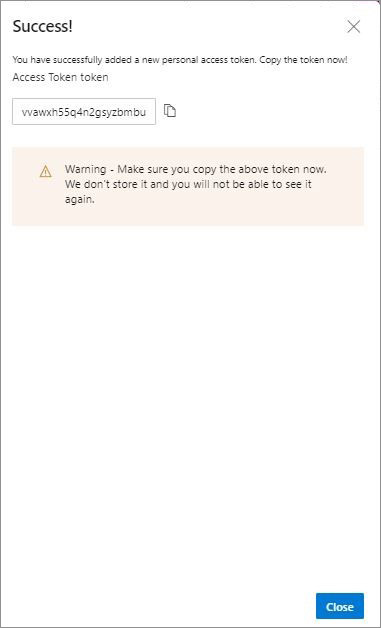 Success!
You have successfully added a new personal access token. Copy the token now!
Access Token token
vvawxh55q4n2gsyzbmbu
Warning - Make sure you copy the above token now.
We don't store it and you will not be able to see it
again.
Close